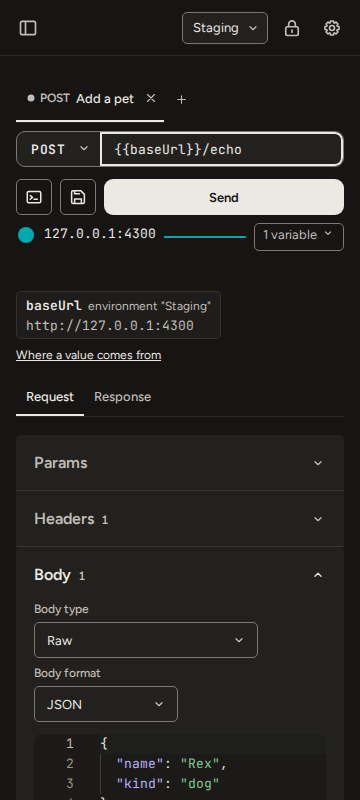 Staging
POST Add a pet
POST {{baseUrl}}/echo
Send
127.0.0.1:4300 1 variable
baseUrl environment "Staging"
http://127.0.0.1:4300
Where a value comes from
Request Response
Params
Headers 1
Body 1
Body type
Raw
Body format
JSON
1 {
2 "name": "Rex",
3 "kind": "dog"